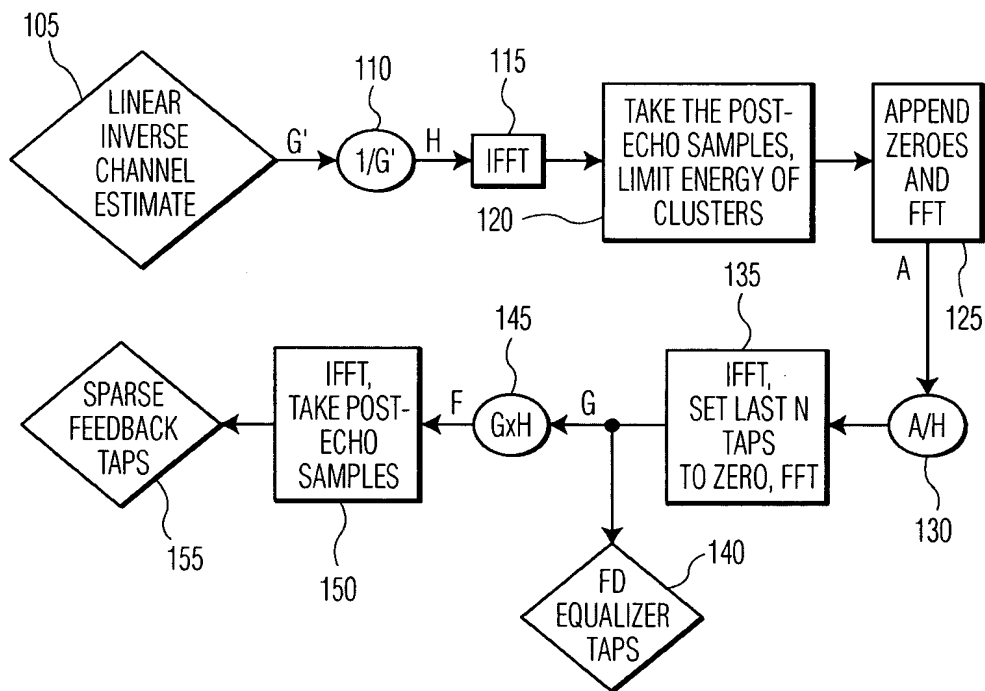 105
LINEAR
INVERSE
CHANNEL
ESTIMATE
G'
110
1/G'
H
115
IFFT
TAKE THE POST-
ECHO SAMPLES,
LIMIT ENERGY OF
CLUSTERS
120
APPEND
ZEROES
AND
FFT
125
A
A/H
130
135
IFFT,
SET LAST N
TAPS
TO ZERO, FFT
G
140
FD
EQUALIZER
TAPS
145
GxH
F
IFFT,
TAKE POST-
ECHO
SAMPLES
150
SPARSE
FEEDBACK
TAPS
155